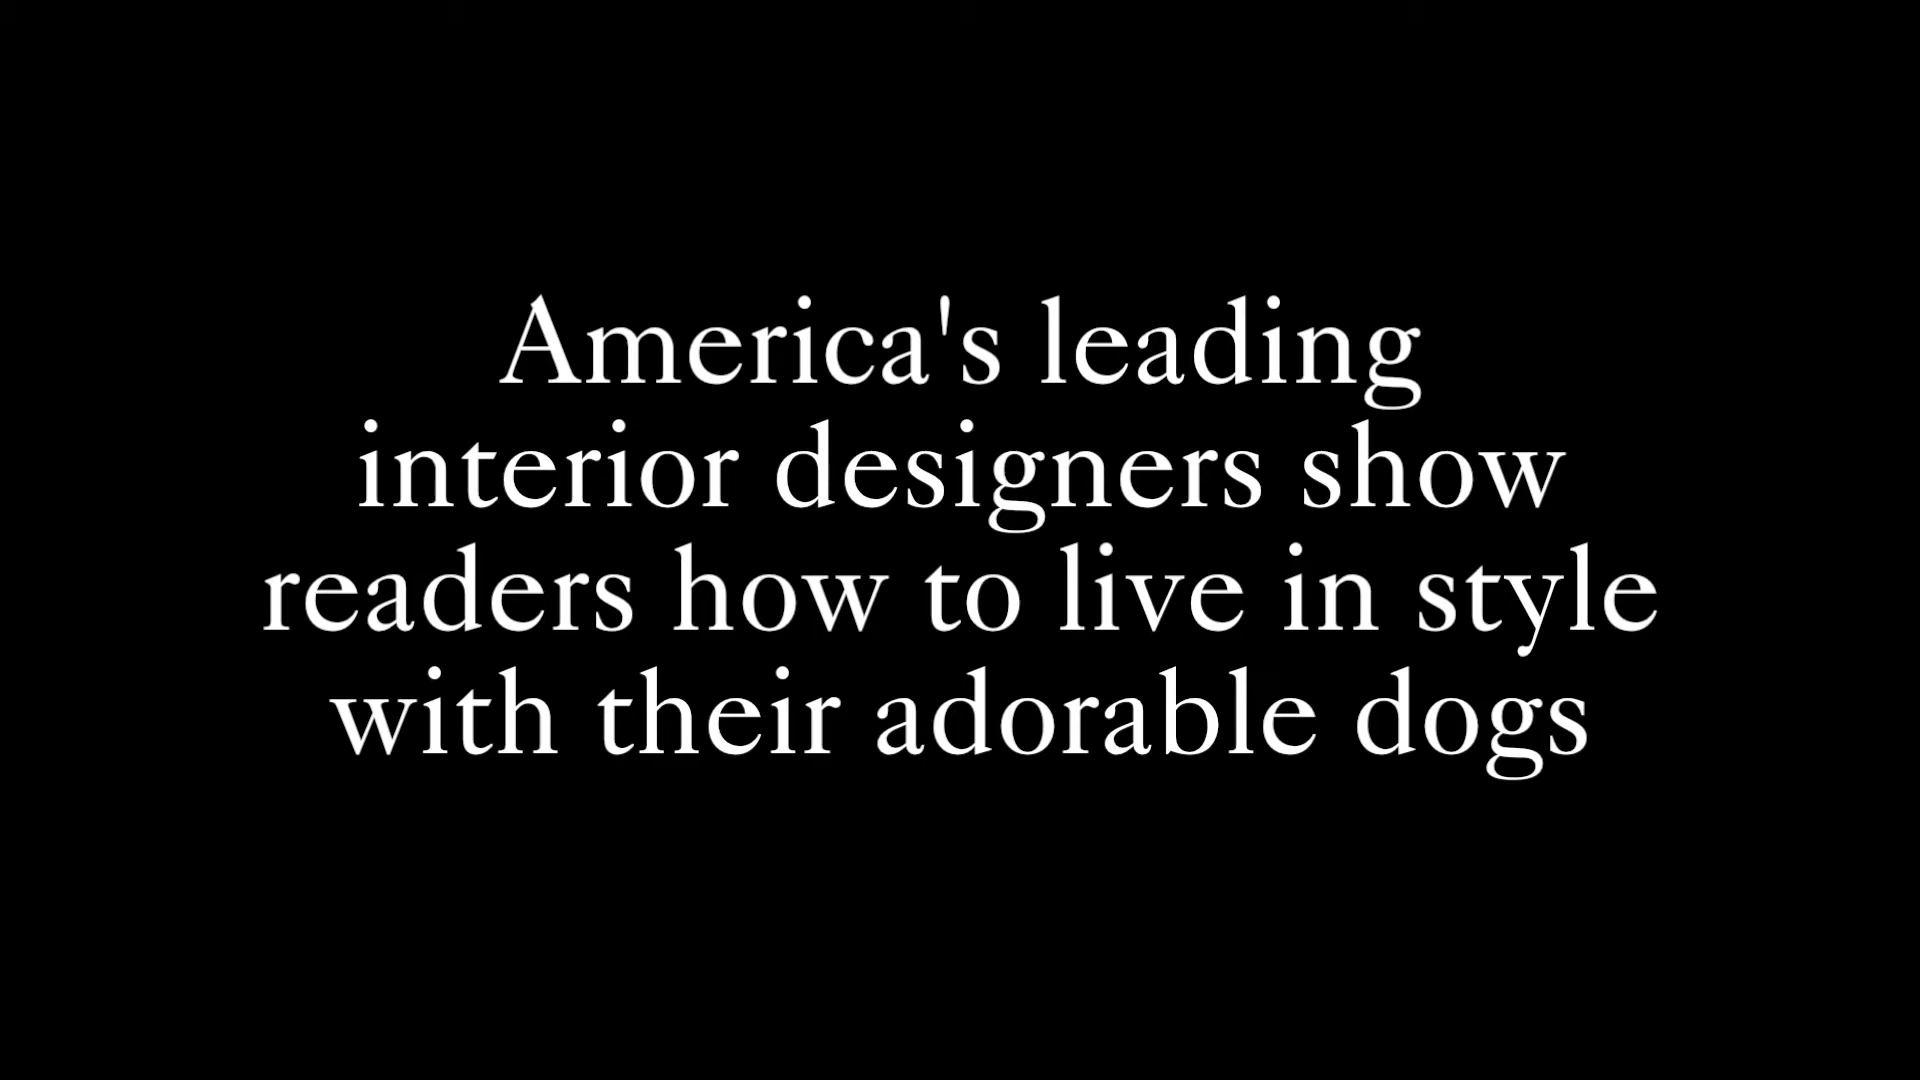 America's leading
interior designers show
readers how to live in style
with their adorable dogs